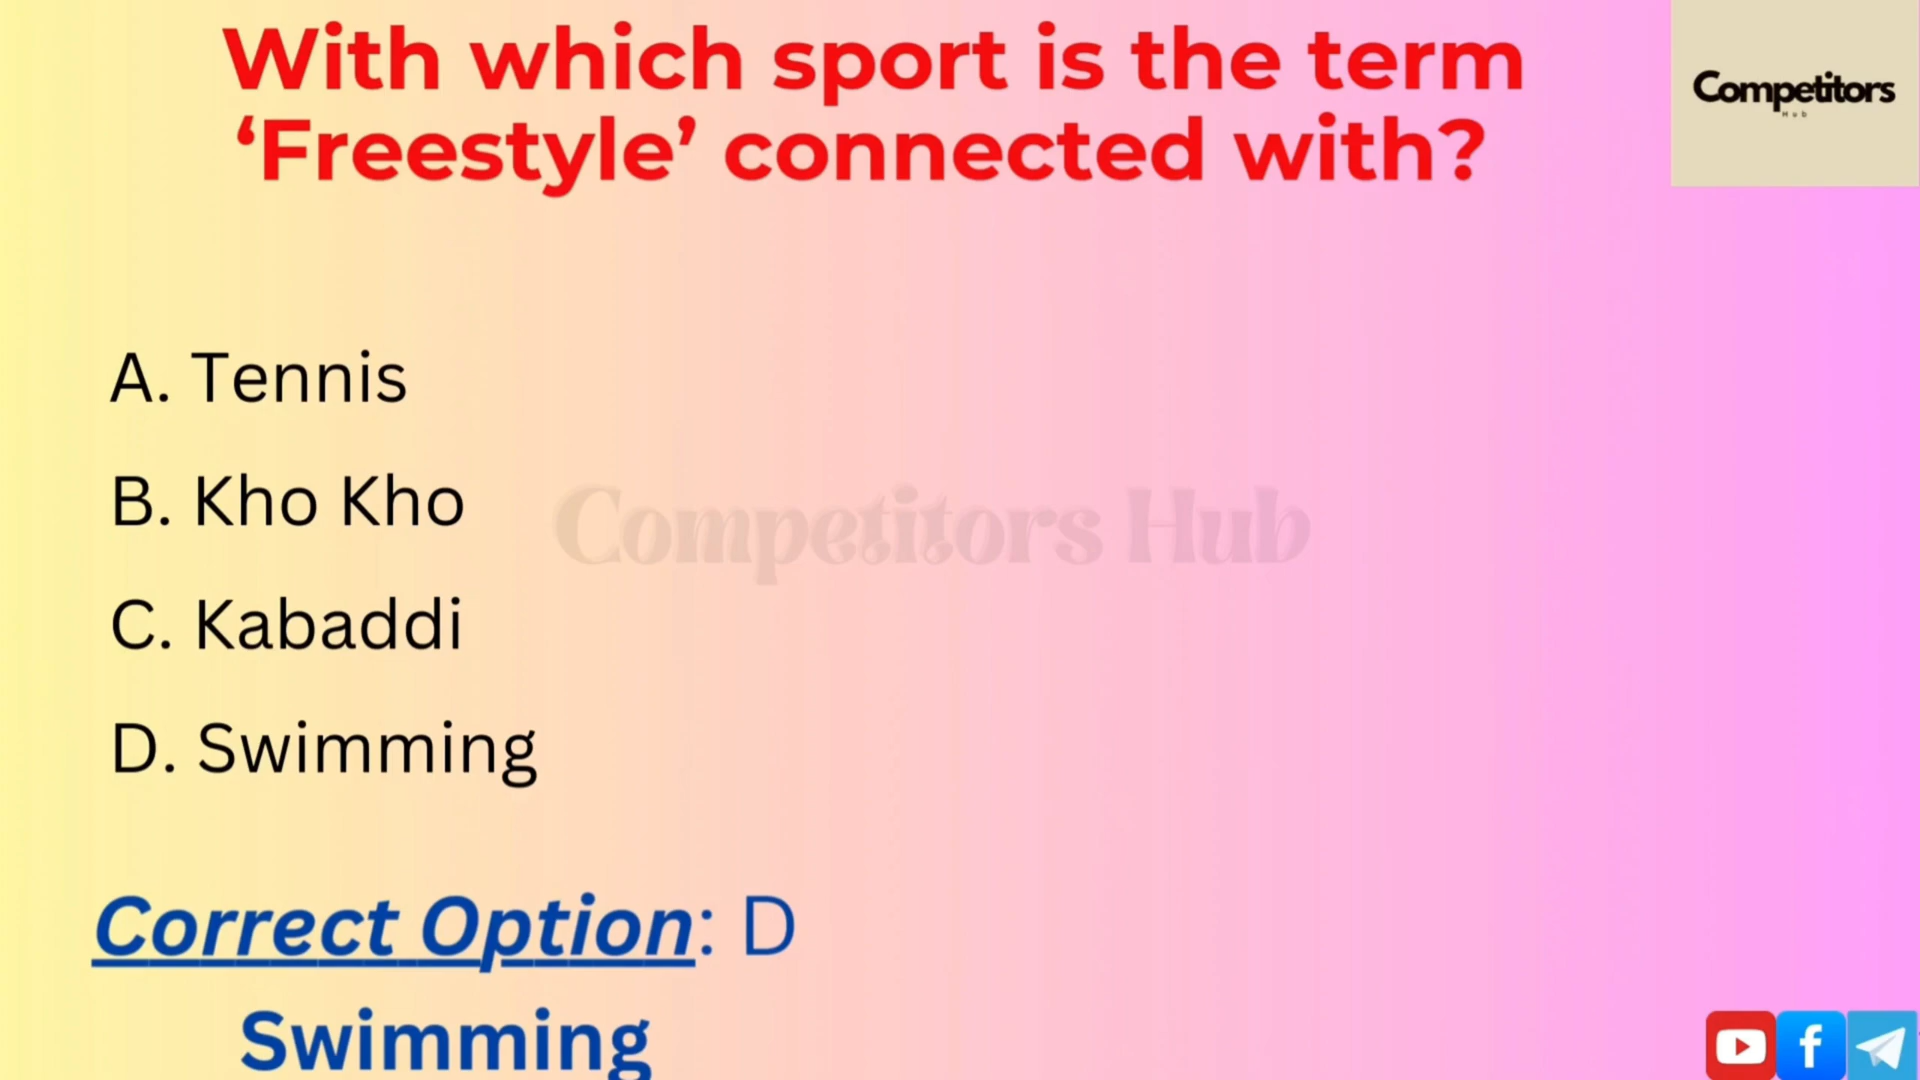 With which sport is the term
‘Freestyle’ connected with?
Competitors
Hub
A. Tennis
B. Kho Kho
Competitors Hub
C. Kabaddi
D. Swimming
Correct Option: D
Swimming